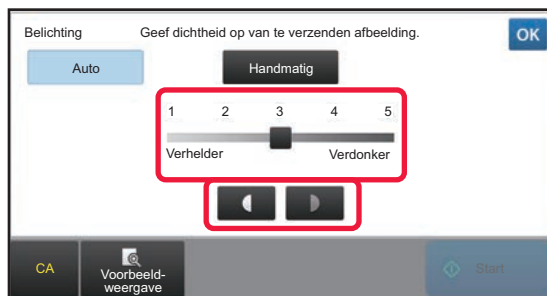 Belichting Geef dichtheid op van te verzenden afbeelding. OK
Auto Handmatig
1 2 3 4 5
Verhelder Verdonker
CA Voorbeeld-
weergave Start